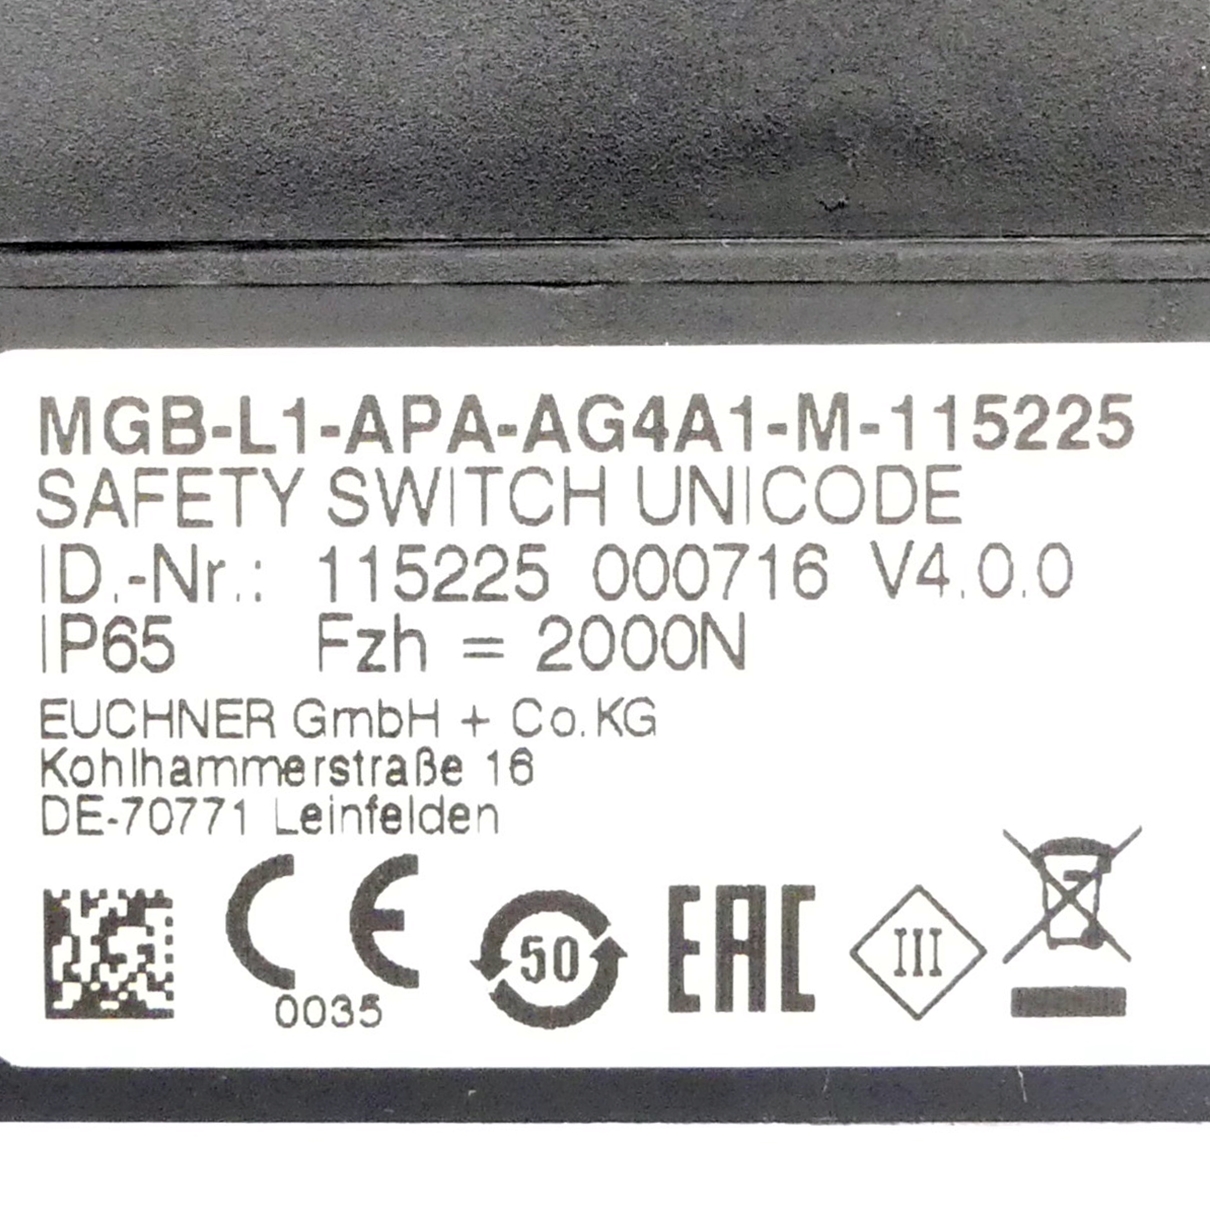 MGB-L1-APA-AG4A1-M-115225
SAFETY SWITCH UNICODE
ID.-Nr.: 115225 000716 V4.0.0
IP65 Fzh = 2000N
EUCHNER GmbH + Co.KG
Kohlhammerstraße 16
DE-70771 Leinfelden
CE 50 EAC III
0035